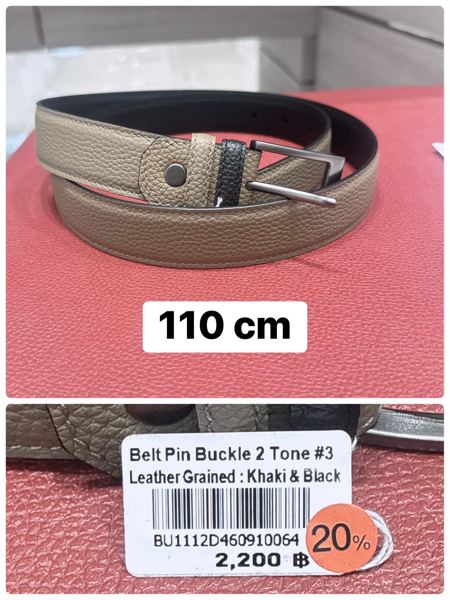 110 cm
Belt Pin Buckle 2 Tone #3
Leather Grained : Khaki & Black
BU1112D460910064
2,200 ฿
20%